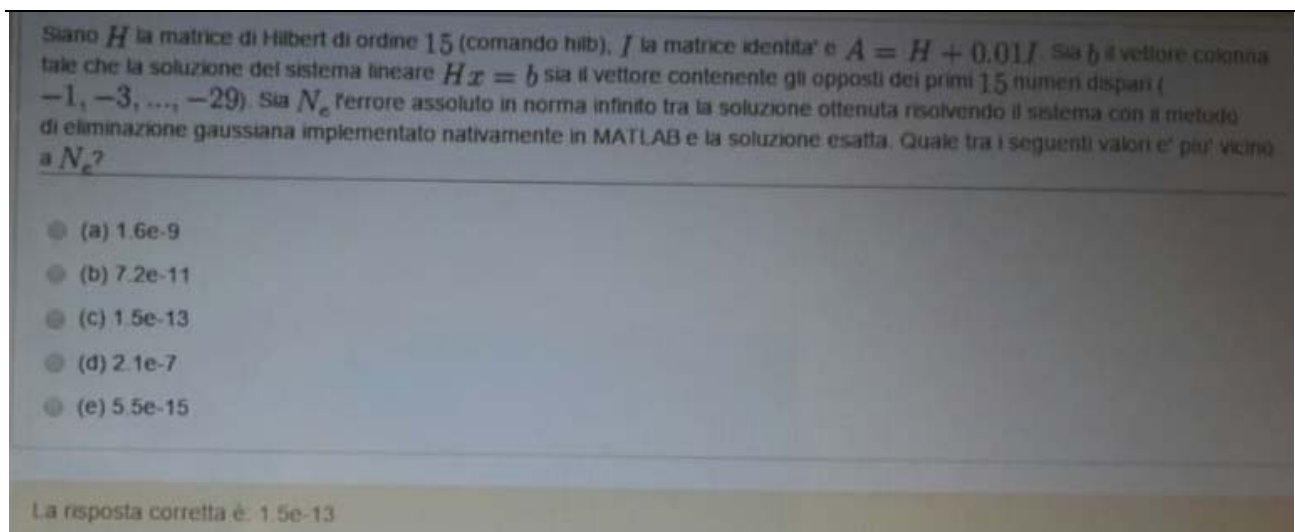 Siano H la matrice di Hilbert di ordine 15 (comando hilb), I la matrice identita' e A = H + 0.01I. Sia b il vettore colonna
tale che la soluzione del sistema lineare Hx = b sia il vettore contenente gli opposti dei primi 15 numeri dispari (
−1, −3, ..., −29). Sia N_e l'errore assoluto in norma infinito tra la soluzione ottenuta risolvendo il sistema con il metodo
di eliminazione gaussiana implementato nativamente in MATLAB e la soluzione esatta. Quale tra i seguenti valori e' piu' vicino
a N_e?
(a) 1.6e-9
(b) 7.2e-11
(c) 1.5e-13
(d) 2.1e-7
(e) 5.5e-15
La risposta corretta è: 1.5e-13